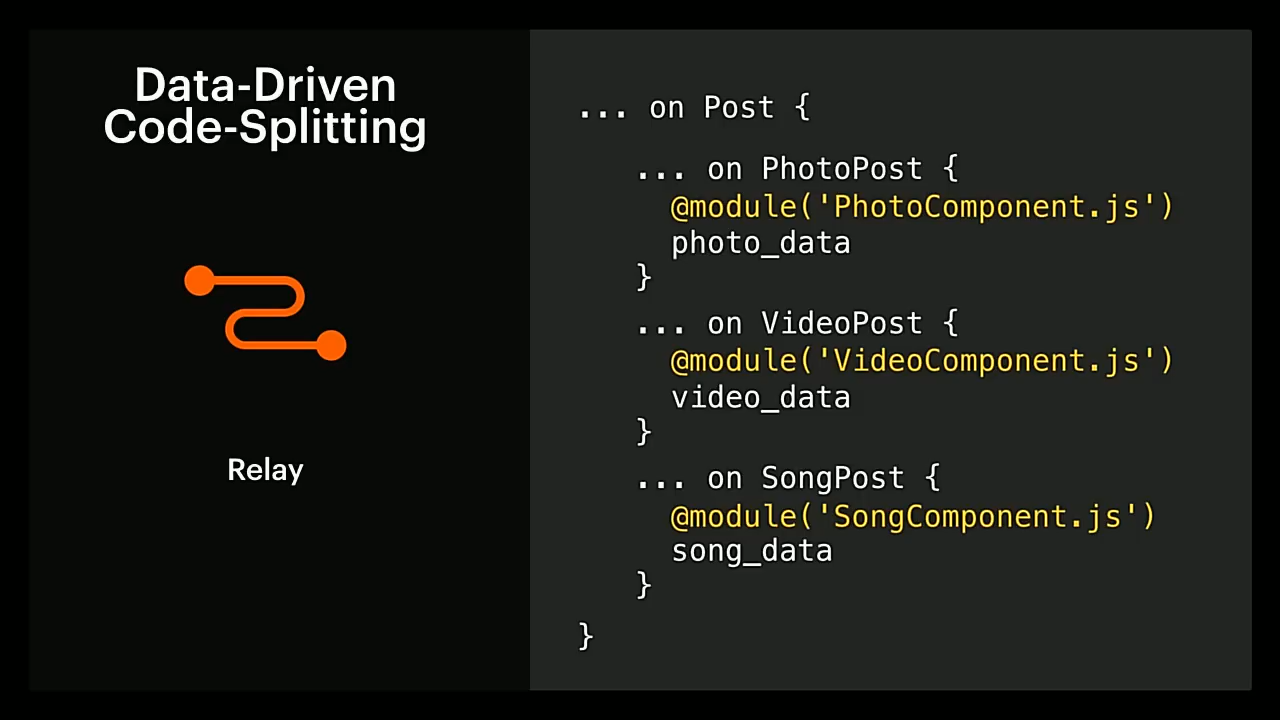 Data-Driven
Code-Splitting
Relay
... on Post {
... on PhotoPost {
@module('PhotoComponent.js')
photo_data
}
... on VideoPost {
@module('VideoComponent.js')
video_data
}
... on SongPost {
@module('SongComponent.js')
song_data
}
}